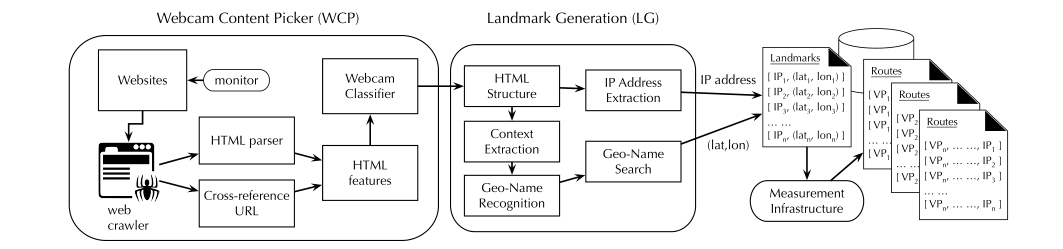 Webcam Content Picker (WCP)
Landmark Generation (LG)
Websites
monitor
web
crawler
HTML parser
Cross-reference
URL
Webcam
Classifier
HTML
features
HTML
Structure
Context
Extraction
Geo-Name
Recognition
IP Address
Extraction
Geo-Name
Search
IP address
(lat,lon)
Landmarks
[ IP₁, (lat₁, lon₁) ]
[ IP₂, (lat₂, lon₂) ]
[ IP₃, (lat₃, lon₃) ]
... ...
[ IPₙ, (latₙ, lonₙ) ]
Measurement
Infrastructure
Routes
[ VP₁
[ VP₁
[ VP₁
... ...
[ VP₁
Routes
[ VP₂
[ VP₂
[ VP₂
... ...
[ VP₂
Routes
[ VPₙ, ... ..., IP₁ ]
[ VPₙ, ... ..., IP₂ ]
[ VPₙ, ... ..., IP₃ ]
... ...
[ VPₙ, ... ..., IPₙ ]